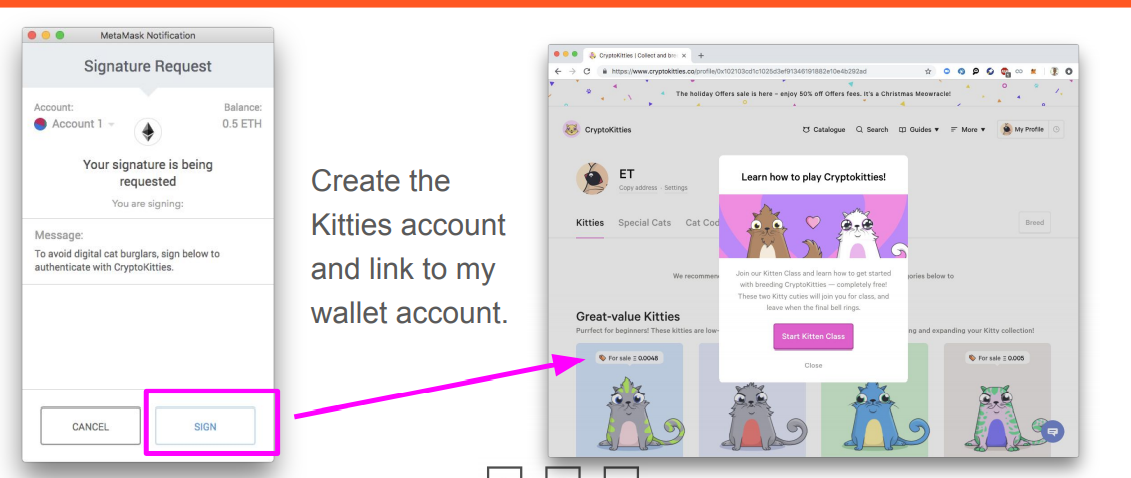 MetaMask Notification
Signature Request
Account:
Balance:
Account 1
0.5 ETH
Your signature is being
requested
You are signing:
Message:
To avoid digital cat burglars, sign below to
authenticate with CryptoKitties.
CANCEL
SIGN
Create the
Kitties account
and link to my
wallet account.
CryptoKitties | Collect and bre
https://www.cryptokitties.co/profile/0x102103cd1c1025d3ef91346191882e10e4b292ad
The holiday Offers sale is here – enjoy 50% off Offers fees. It's a Christmas Meowracle!
CryptoKitties
Catalogue
Search
Guides ▼
More ▼
My Profile
ET
Copy address · Settings
Kitties
Special Cats
Cat Cod
Breed
We recommen
ories below to
Learn how to play Cryptokitties!
Join our Kitten Class and learn how to get started
with breeding CryptoKitties — completely free!
These two Kitty cuties will join you for class, and
leave when the final bell rings.
Start Kitten Class
Close
Great-value Kitties
Purrfect for beginners! These kitties are low-
ng and expanding your Kitty collection!
For sale Ξ 0.0048
For sale Ξ 0.005